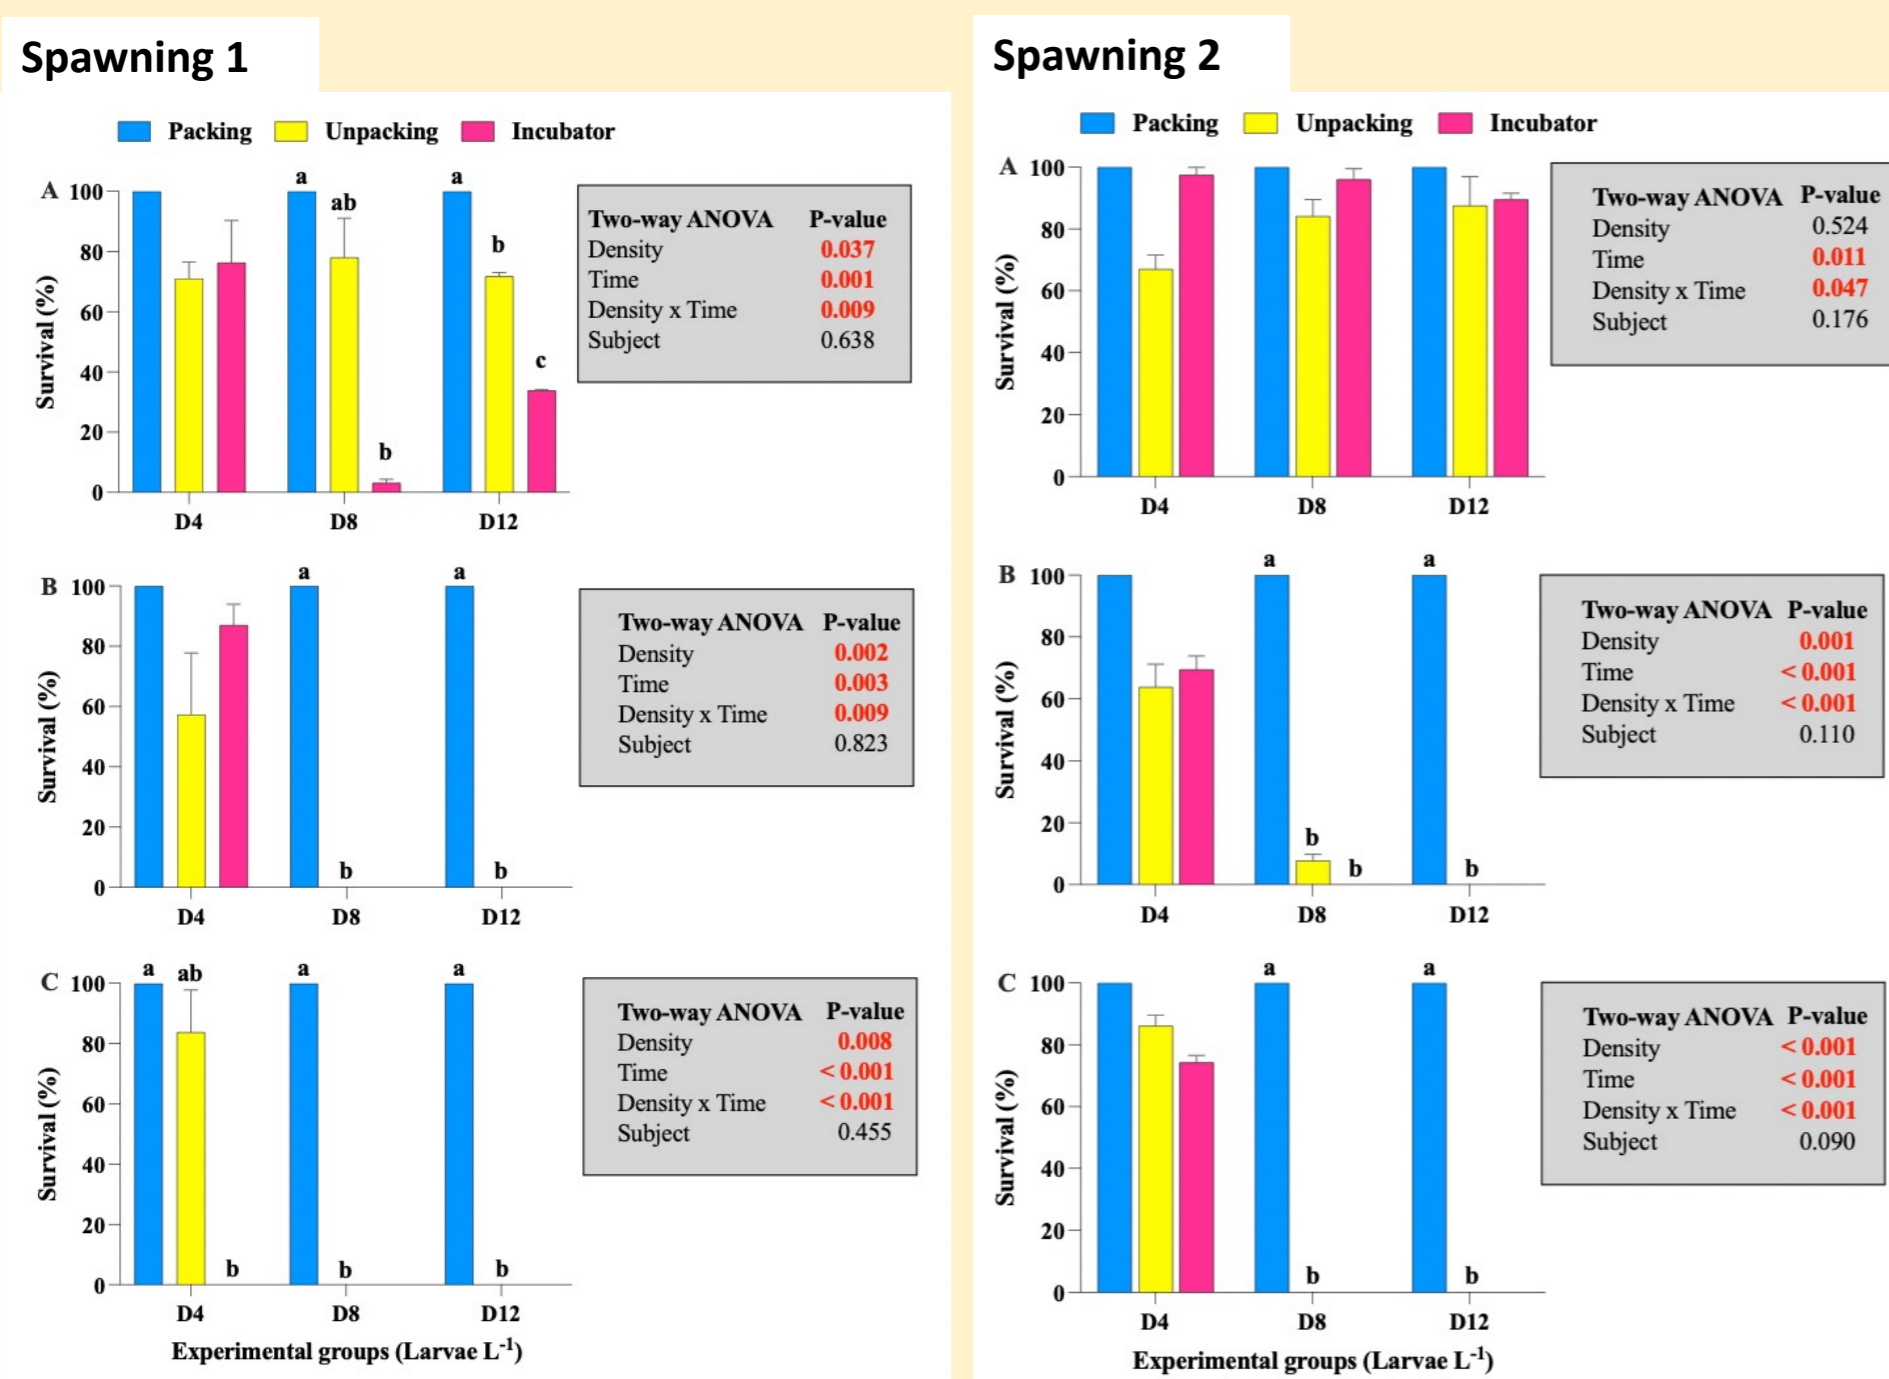 Spawning 1
Packing Unpacking Incubator
A
Survival (%)
100
80
60
40
20
0
a
ab
b
a
b
c
D4 D8 D12
Two-way ANOVA P-value
Density 0.037
Time 0.001
Density x Time 0.009
Subject 0.638
B
Survival (%)
100
80
60
40
20
0
a
b
a
b
D4 D8 D12
Two-way ANOVA P-value
Density 0.002
Time 0.003
Density x Time 0.009
Subject 0.823
C
Survival (%)
100
80
60
40
20
0
a
ab
b
a
b
a
b
D4 D8 D12
Experimental groups (Larvae L⁻¹)
Two-way ANOVA P-value
Density 0.008
Time < 0.001
Density x Time < 0.001
Subject 0.455
Spawning 2
Packing Unpacking Incubator
A
Survival (%)
100
80
60
40
20
0
D4 D8 D12
Two-way ANOVA P-value
Density 0.524
Time 0.011
Density x Time 0.047
Subject 0.176
B
Survival (%)
100
80
60
40
20
0
a
b
b
a
b
D4 D8 D12
Two-way ANOVA P-value
Density 0.001
Time < 0.001
Density x Time < 0.001
Subject 0.110
C
Survival (%)
100
80
60
40
20
0
a
b
a
b
D4 D8 D12
Experimental groups (Larvae L⁻¹)
Two-way ANOVA P-value
Density < 0.001
Time < 0.001
Density x Time < 0.001
Subject 0.090